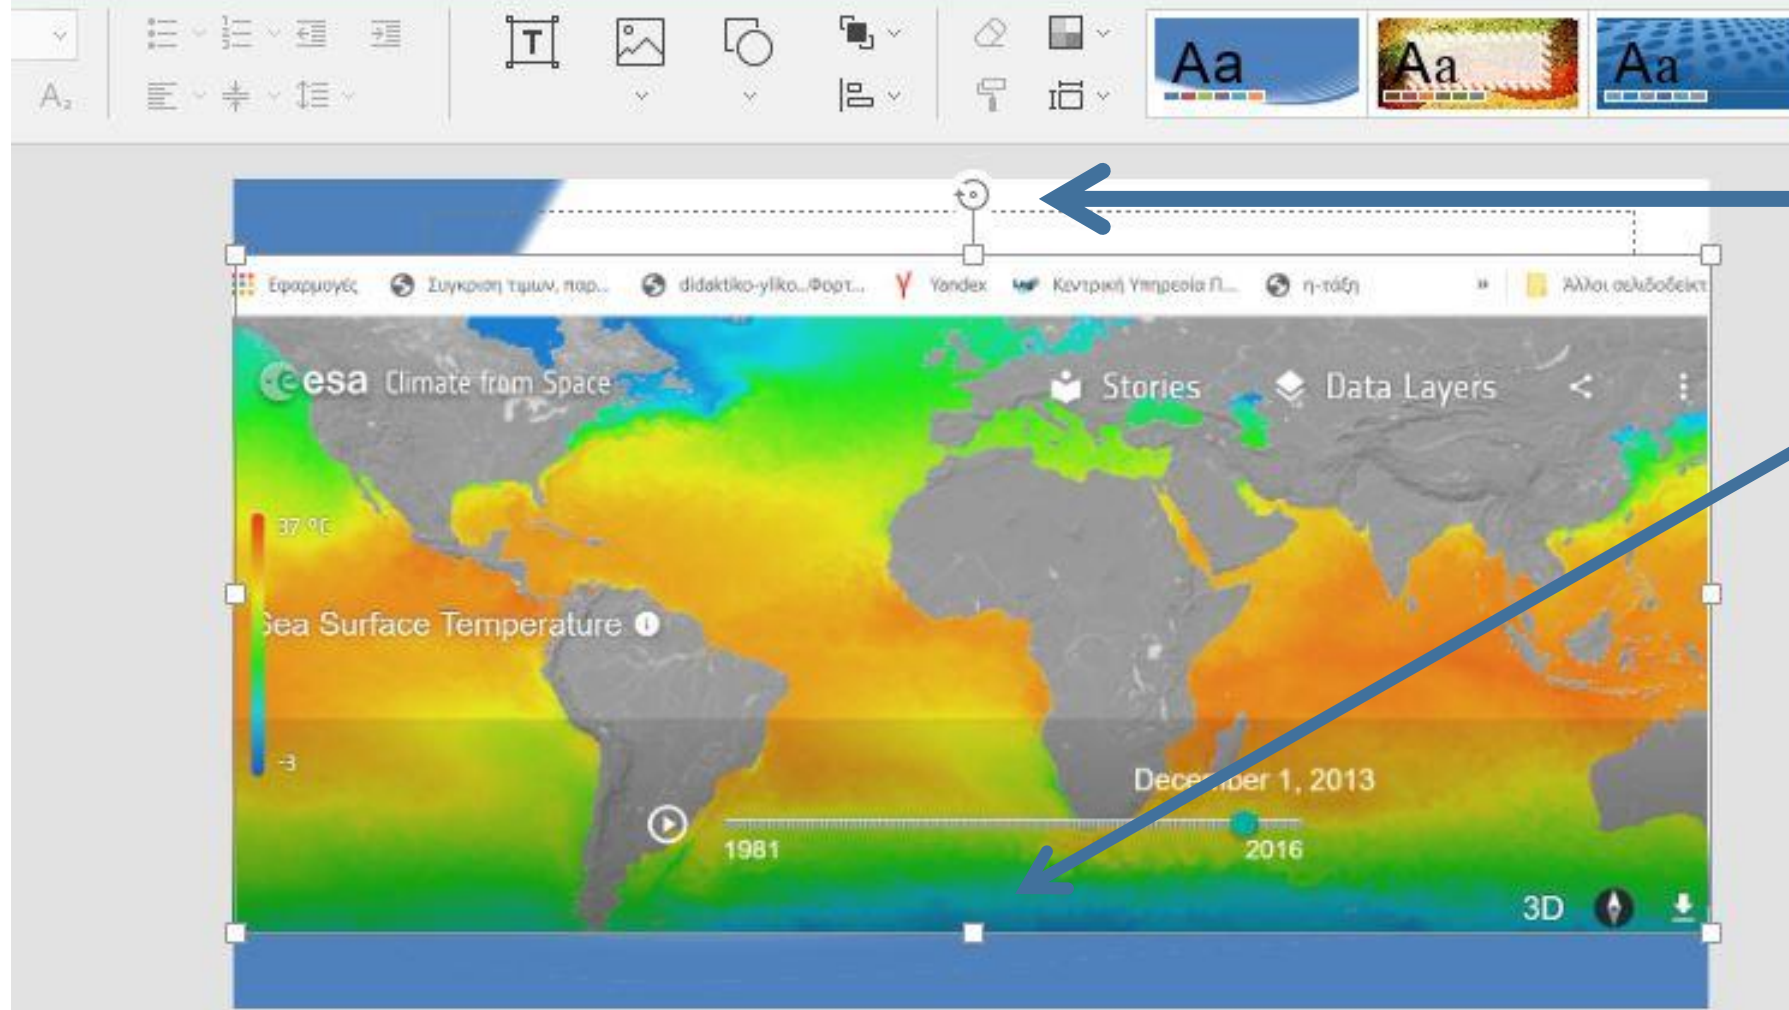 A₂
T
Aa Aa Aa
Εφαρμογές Συγκριση τιμων, παρ... didaktiko-yliko...Φορτ... Yandex Κεντρική Υπηρεσία Π... η-τάξη » Άλλοι σελιδοδείκτ
esa Climate from Space Stories Data Layers
37 °C
Sea Surface Temperature i
-3
December 1, 2013
1981 2016
3D